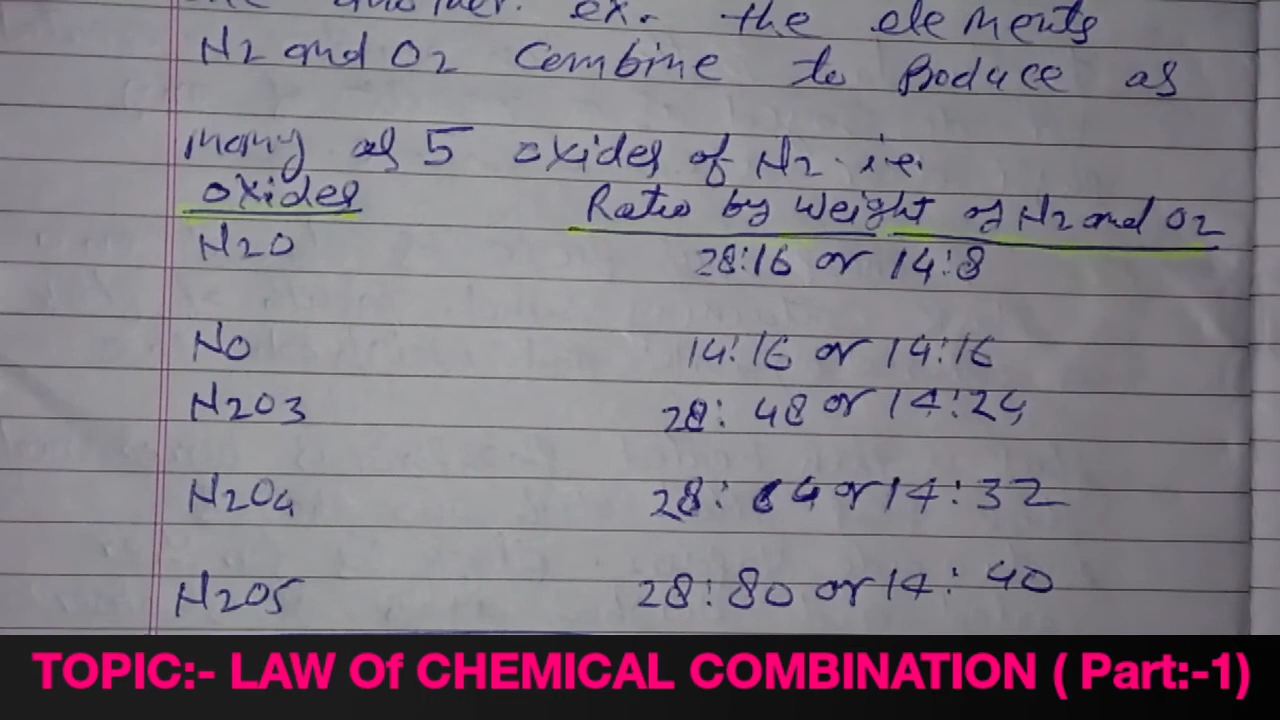 another. ex. the elements
N2 and O2 Combine to Produce as
many as 5 oxides of N2. i.e.
oxides Ratio by Weight of N2 and O2
N2O 28:16 or 14:8
NO 14:16 or 14:16
N2O3 28:48 or 14:24
N2O4 28:64 or 14:32
N2O5 28:80 or 14:40
TOPIC:- LAW Of CHEMICAL COMBINATION ( Part:-1)